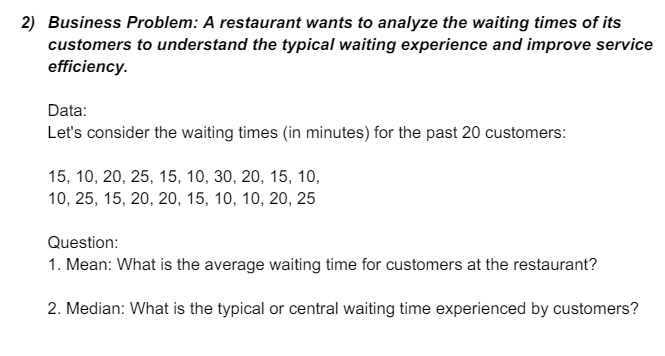 2) Business Problem: A restaurant wants to analyze the waiting times of its
customers to understand the typical waiting experience and improve service
efficiency.
Data:
Let's consider the waiting times (in minutes) for the past 20 customers:
15, 10, 20, 25, 15, 10, 30, 20, 15, 10,
10, 25, 15, 20, 20, 15, 10, 10, 20, 25
Question:
1. Mean: What is the average waiting time for customers at the restaurant?
2. Median: What is the typical or central waiting time experienced by customers?